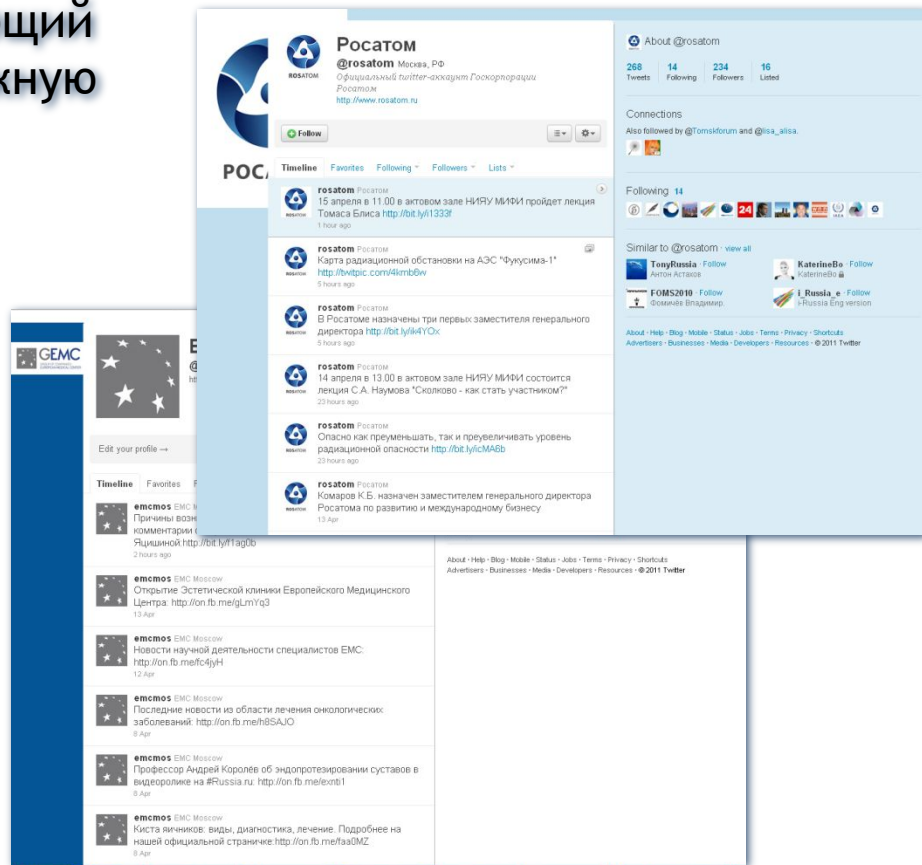 щий
жную
РОСАТОМ
Росатом
@rosatom Москва, РФ
Официальный twitter-аккаунт Госкорпорации
Росатом
http://www.rosatom.ru
Follow
РОС
Timeline Favorites Following Followers Lists
rosatom Росатом
15 апреля в 11.00 в актовом зале НИЯУ МИФИ пройдет лекция
Томаса Блиса http://bit.ly/i1333f
1 hour ago
rosatom Росатом
Карта радиационной обстановки на АЭС "Фукусима-1"
http://twitpic.com/4kmb6w
5 hours ago
rosatom Росатом
В Росатоме назначены три первых заместителя генерального
директора http://bit.ly/ik4YOx
5 hours ago
rosatom Росатом
14 апреля в 13.00 в актовом зале НИЯУ МИФИ состоится
лекция С.А. Наумова "Сколково - как стать участником?"
23 hours ago
rosatom Росатом
Опасно как преуменьшать, так и преувеличивать уровень
радиационной опасности http://bit.ly/icMA6b
23 hours ago
rosatom Росатом
Комаров К.Б. назначен заместителем генерального директора
Росатома по развитию и международному бизнесу
13 Apr
About @rosatom
268 14 234 16
Tweets Following Followers Listed
Connections
Also followed by @Tomskforum and @lisa_alisa.
Following 14
24
Similar to @rosatom · view all
TonyRussia · Follow
Антон Астахов
KaterineBo · Follow
KaterineBo
FOMS2010 · Follow
Фомичёв Владимир.
i_Russia_e · Follow
i-Russia Eng version
About · Help · Blog · Mobile · Status · Jobs · Terms · Privacy · Shortcuts
Advertisers · Businesses · Media · Developers · Resources · © 2011 Twitter
GEMC
E
@
Edit your profile →
Timeline Favorites
emcmos EMC
Причины возн
комментарии
Яцишиной:http://bit.ly/f1ag0b
2 hours ago
emcmos EMC Moscow
Открытие Эстетической клиники Европейского Медицинского
Центра: http://on.fb.me/gLmYq3
13 Apr
emcmos EMC Moscow
Новости научной деятельности специалистов ЕМС:
http://on.fb.me/fc4jyH
12 Apr
emcmos EMC Moscow
Последние новости из области лечения онкологических
заболеваний: http://on.fb.me/h8SAJO
8 Apr
emcmos EMC Moscow
Профессор Андрей Королёв об эндопротезировании суставов в
видеоролике на #Russia.ru: http://on.fb.me/exnti1
8 Apr
emcmos EMC Moscow
Киста яичников: виды, диагностика, лечение. Подробнее на
нашей официальной страничке:http://on.fb.me/faa0MZ
8 Apr
About · Help · Blog · Mobile · Status · Jobs · Terms · Privacy · Shortcuts
Advertisers · Businesses · Media · Developers · Resources · © 2011 Twitter